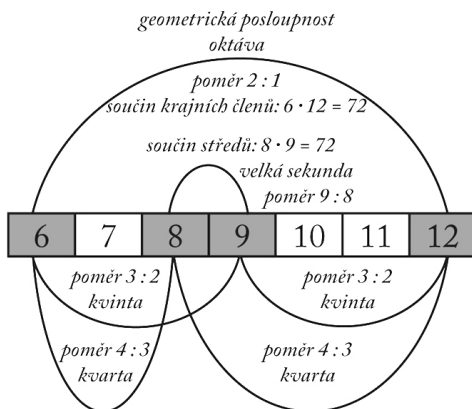 geometrická posloupnost
oktáva
poměr 2 : 1
součin krajních členů: 6 · 12 = 72
součin středů: 8 · 9 = 72
velká sekunda
poměr 9 : 8
6 7 8 9 10 11 12
poměr 3 : 2
kvinta
poměr 3 : 2
kvinta
poměr 4 : 3
kvarta
poměr 4 : 3
kvarta